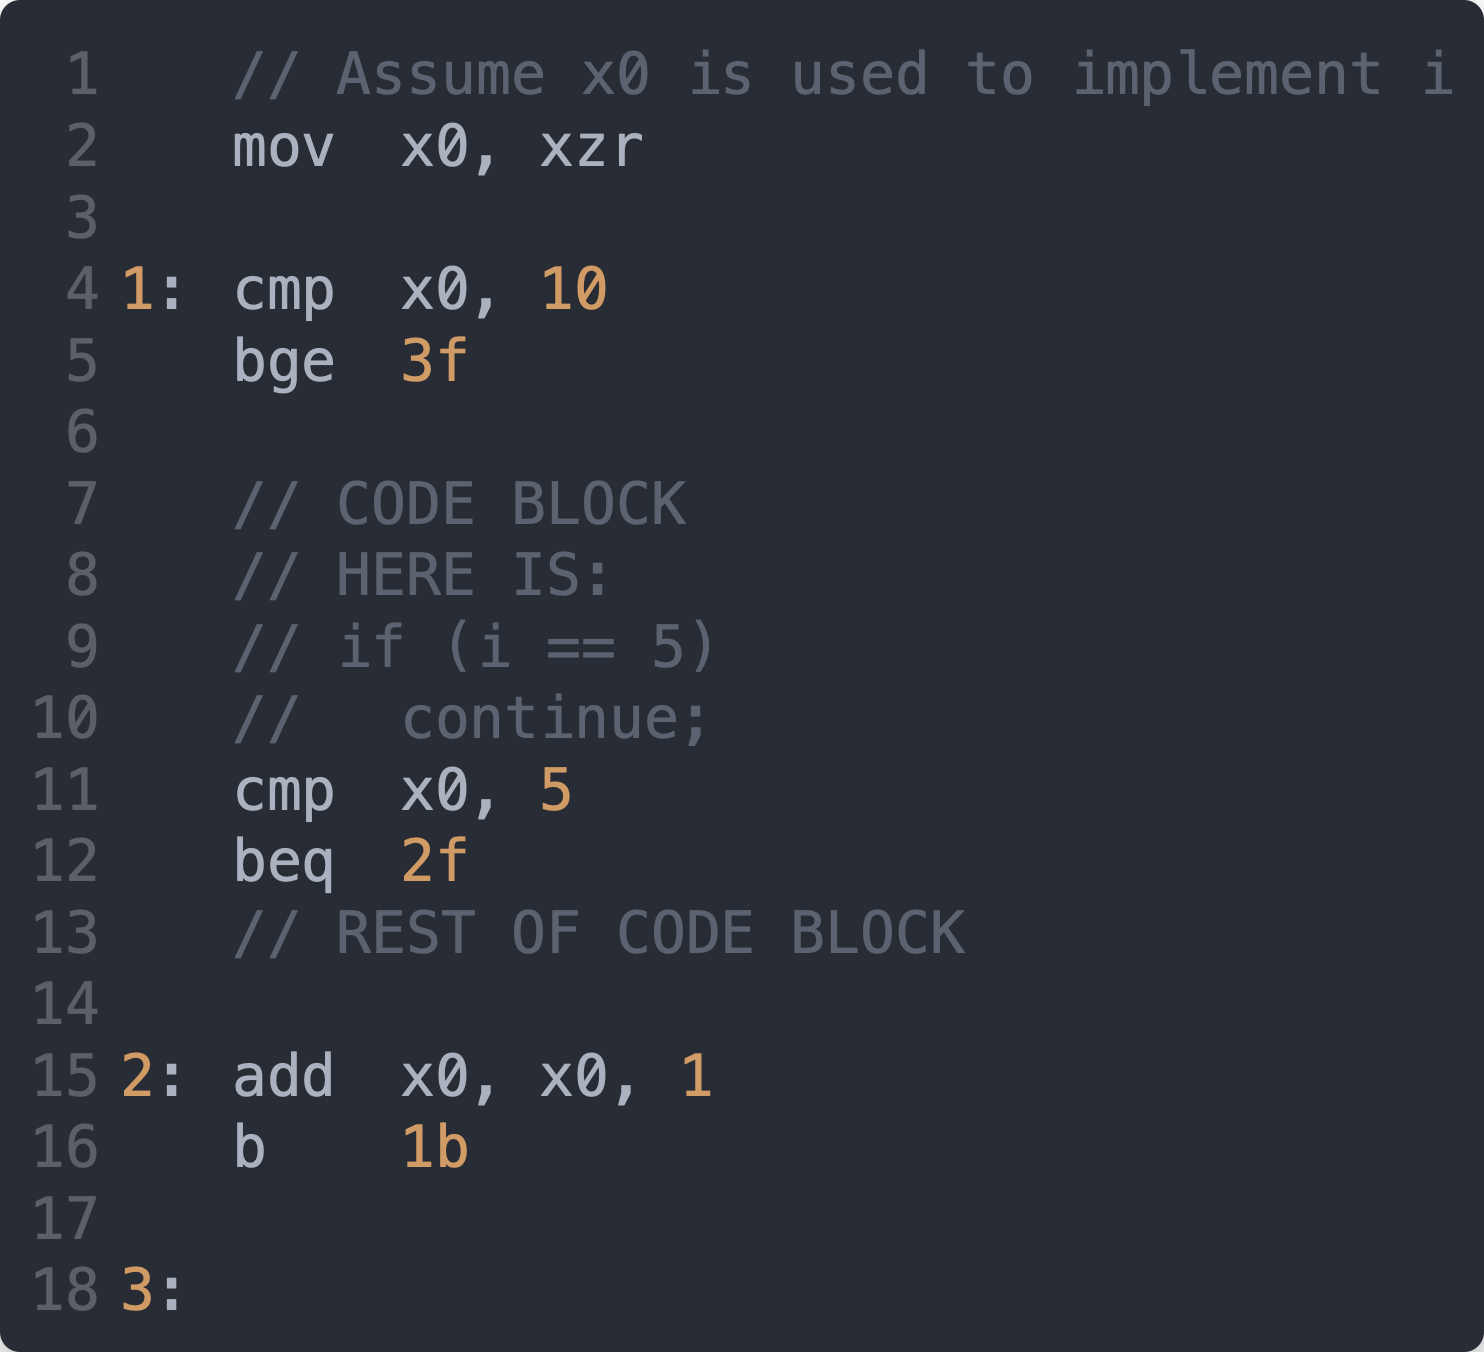 1 // Assume x0 is used to implement i
2 mov x0, xzr
3
4 1: cmp x0, 10
5 bge 3f
6
7 // CODE BLOCK
8 // HERE IS:
9 // if (i == 5)
10 //   continue;
11 cmp x0, 5
12 beq 2f
13 // REST OF CODE BLOCK
14
15 2: add x0, x0, 1
16 b 1b
17
18 3: